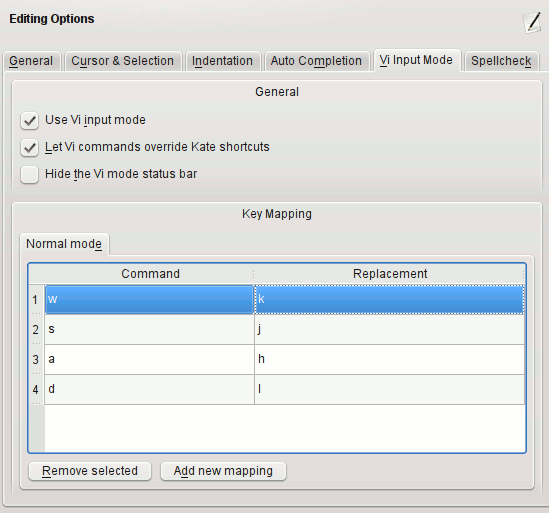 Editing Options
General Cursor & Selection Indentation Auto Completion Vi Input Mode Spellcheck
General
Use Vi input mode
Let Vi commands override Kate shortcuts
Hide the Vi mode status bar
Key Mapping
Normal mode
Command Replacement
1 w k
2 s j
3 a h
4 d l
Remove selected Add new mapping